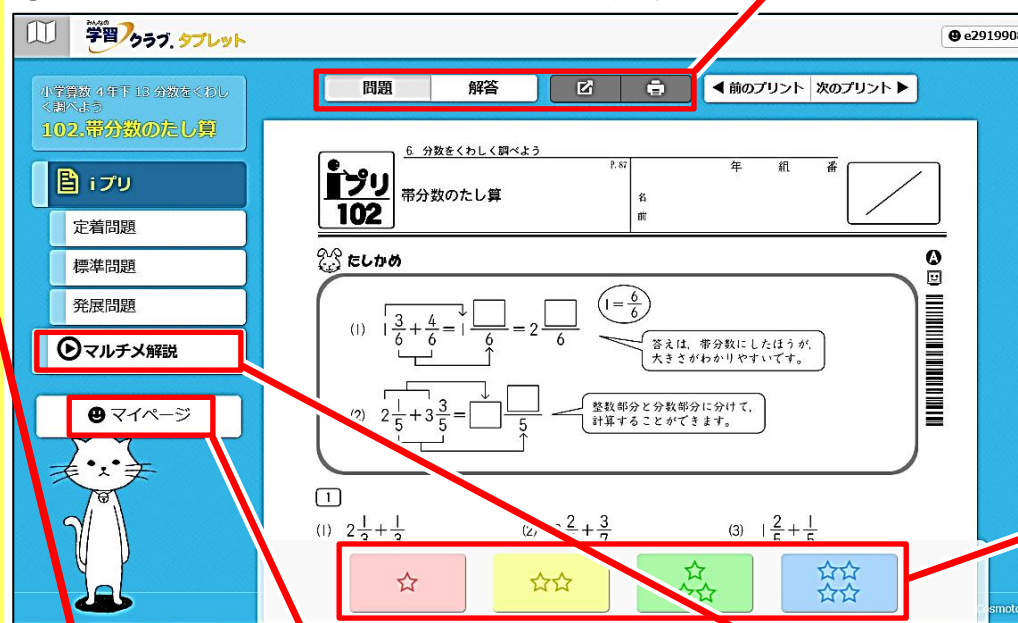 みんなの
学習クラブ.タブレット
e2919908
小学算数 4年下 13 分数をくわし
く調べよう
102.帯分数のたし算
iプリ
定着問題
標準問題
発展問題
マルチメ解説
マイページ
問題 解答 ◀ 前のプリント 次のプリント ▶
6. 分数をくわしく調べよう
iプリ
102
帯分数のたし算
P.87
年 組 番
名
前
たしかめ
A
(1) 1 3/6 + 4/6 = 1 □/6 = 2 □/6
1 = 6/6
答えは、帯分数にしたほうが、
大きさがわかりやすいです。
(2) 2 1/5 + 3 3/5 = □ □/5
整数部分と分数部分に分けて、
計算することができます。
1
(1) 2 1/3 + 1/3
(2) 2/7 + 3/7
(3) 1 2/5 + 1/5
☆
☆☆
☆
☆☆
☆☆
☆☆